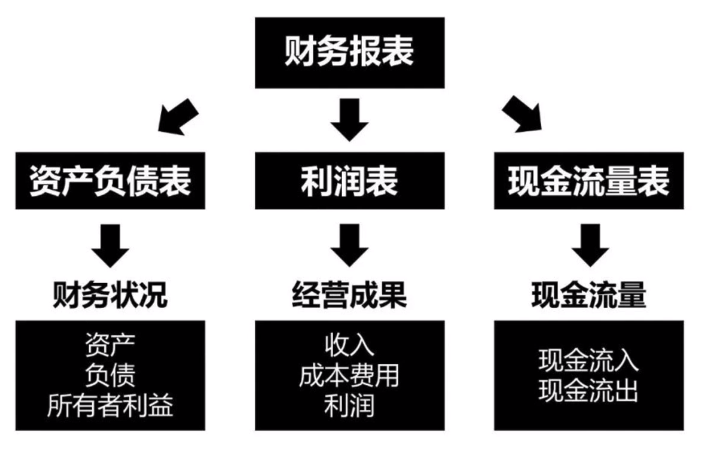 财务报表
资产负债表
利润表
现金流量表
财务状况
经营成果
现金流量
资产
负债
所有者利益
收入
成本费用
利润
现金流入
现金流出